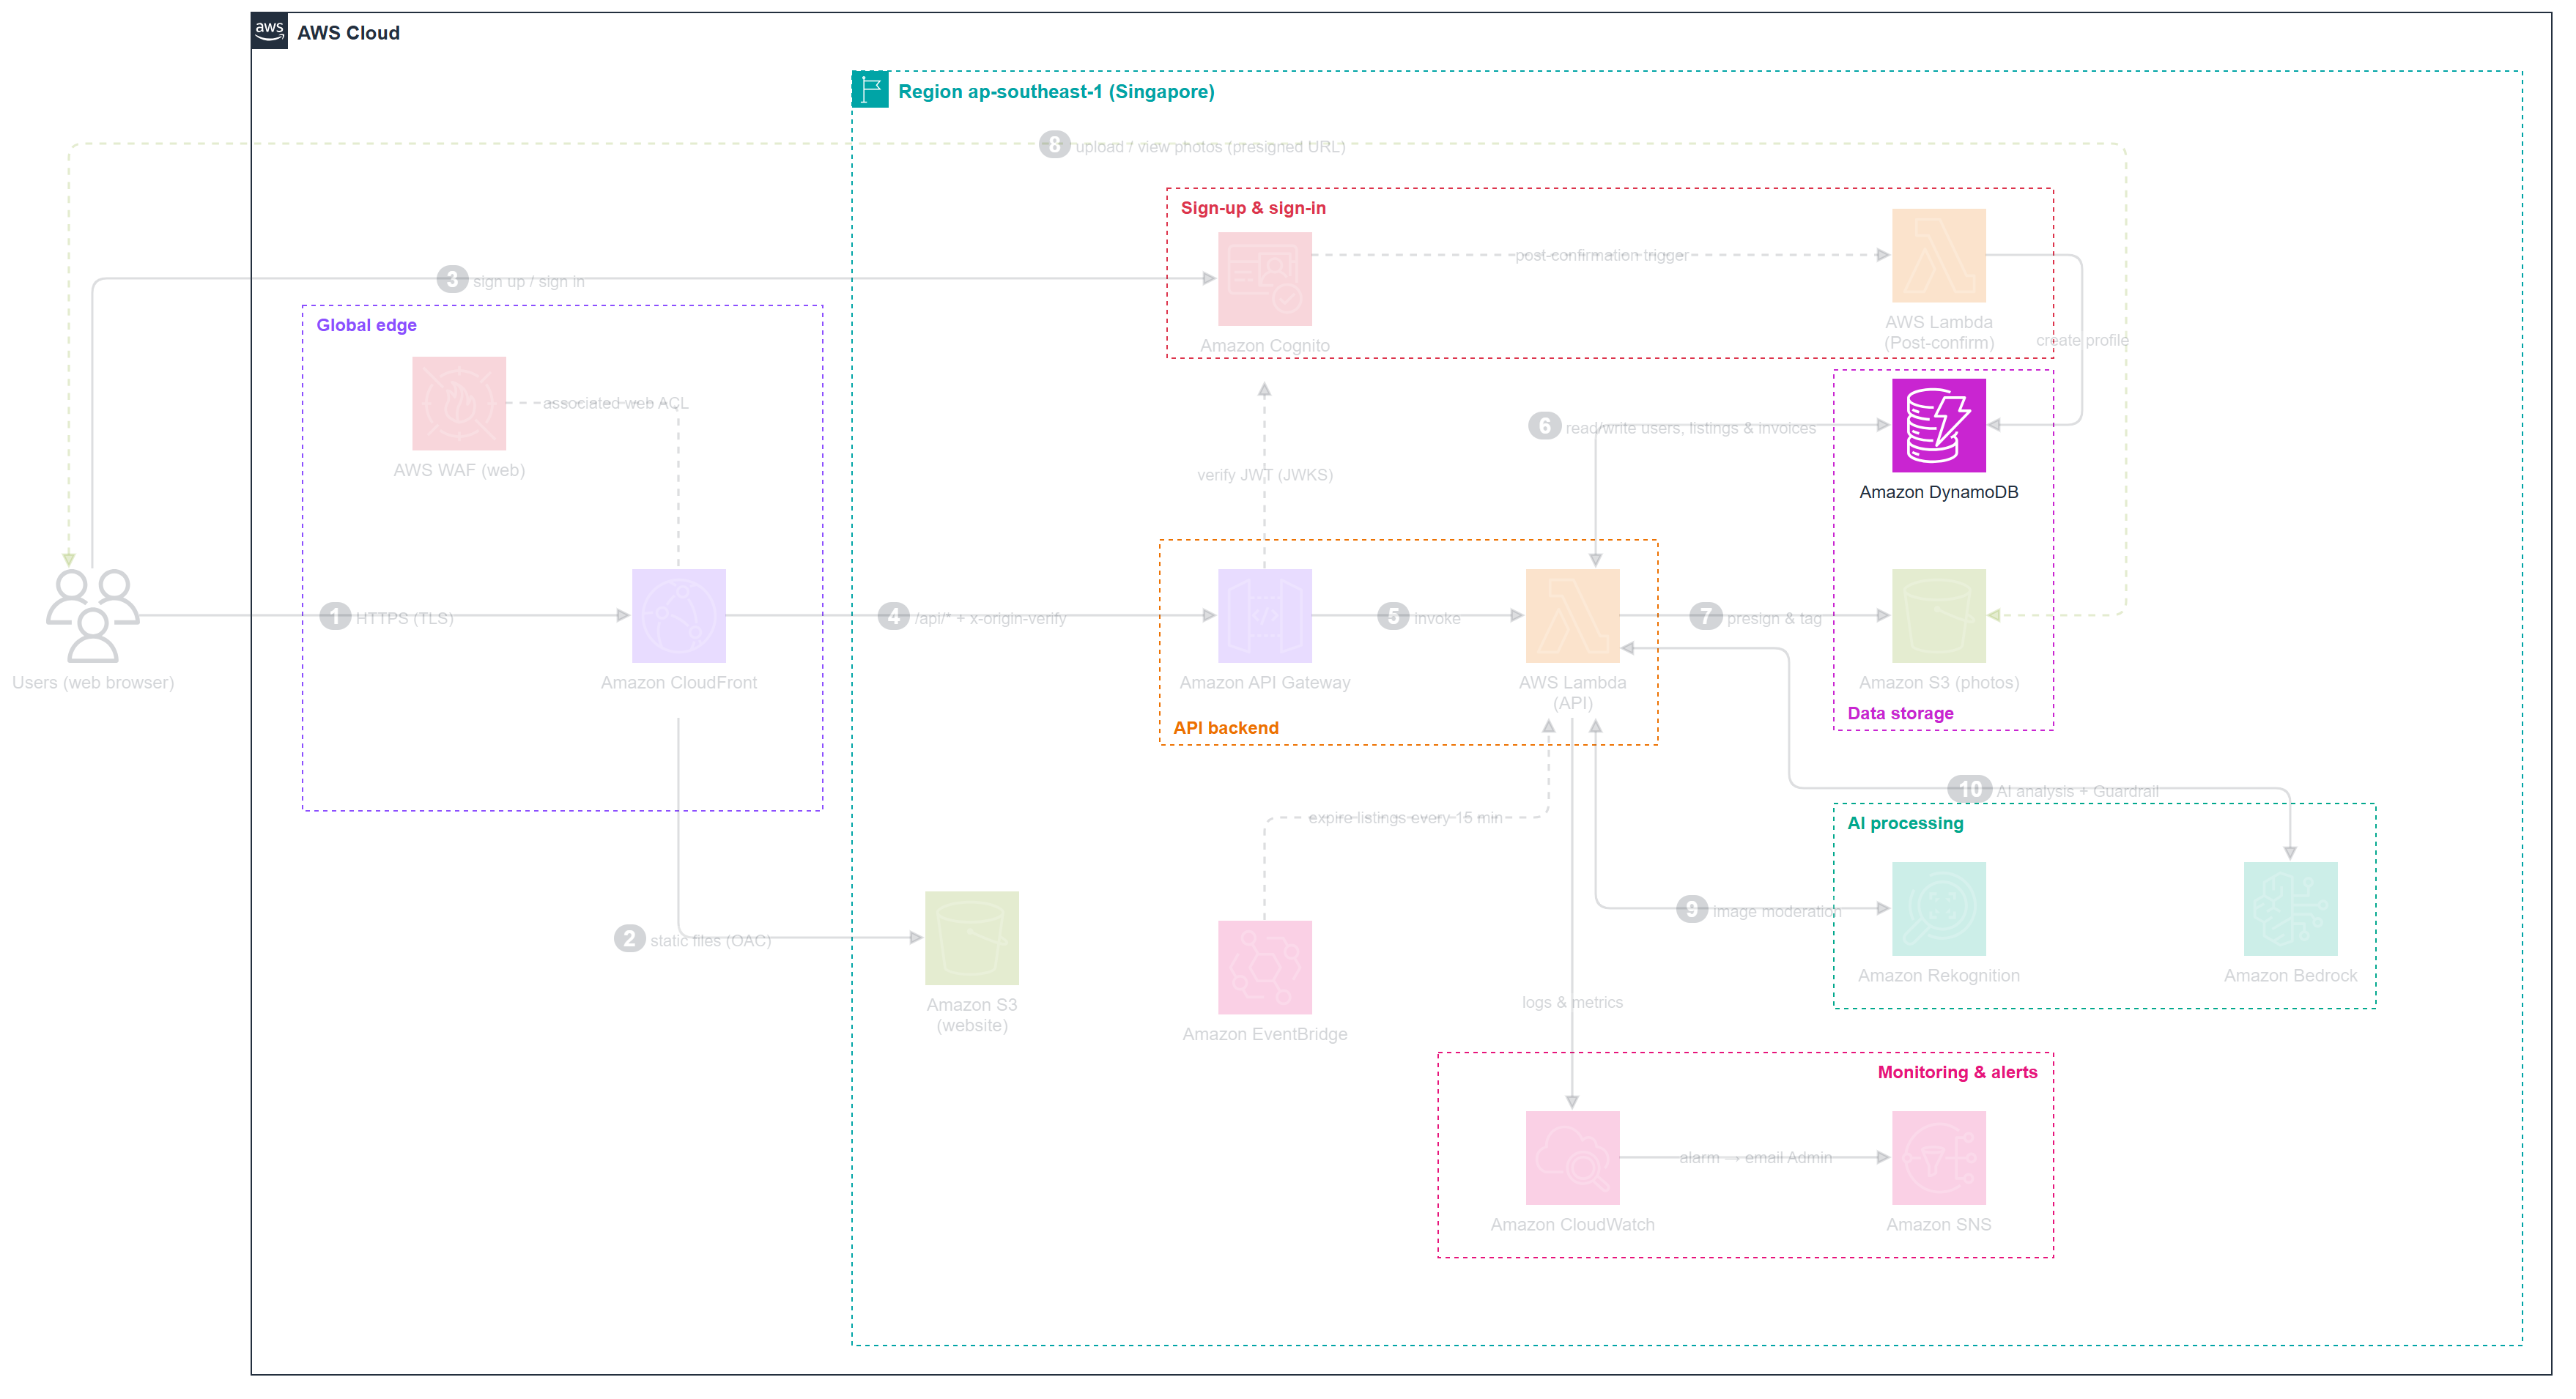 aws
AWS Cloud
Region ap-southeast-1 (Singapore)
8 upload / view photos (presigned URL)
Sign-up & sign-in
post-confirmation trigger
3 sign up / sign in
Amazon Cognito
AWS Lambda
(Post-confirm)
create profile
Global edge
associated web ACL
AWS WAF (web)
6 read/write users, listings & invoices
verify JWT (JWKS)
Amazon DynamoDB
Users (web browser)
1 HTTPS (TLS)
Amazon CloudFront
4 /api/* + x-origin-verify
Amazon API Gateway
5 invoke
AWS Lambda
(API)
API backend
7 presign & tag
Amazon S3 (photos)
Data storage
10 AI analysis + Guardrail
expire listings every 15 min
AI processing
9 image moderation
Amazon Rekognition
Amazon Bedrock
2 static files (OAC)
Amazon S3
(website)
Amazon EventBridge
logs & metrics
Monitoring & alerts
alarm → email Admin
Amazon CloudWatch
Amazon SNS